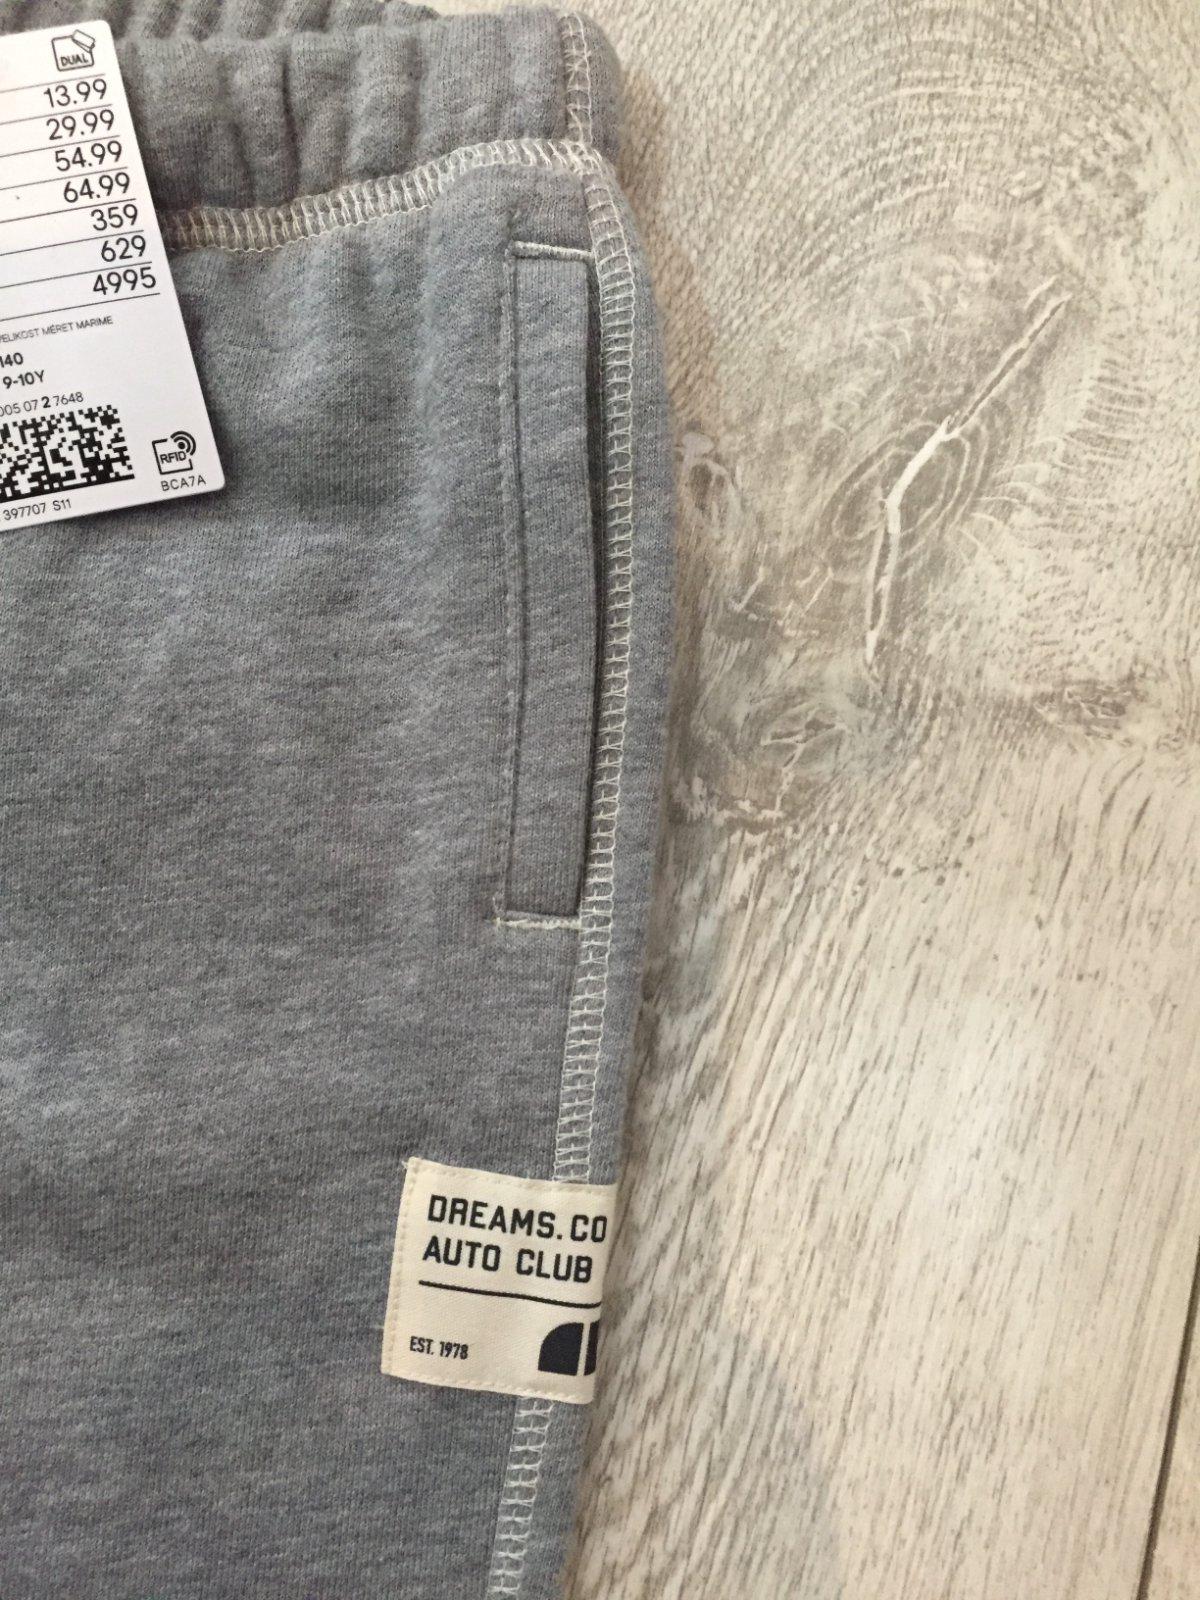 DUAL
13.99
29.99
54.99
64.99
359
629
4995
MÉRET MARIME
140
9-10Y
005 07 2 7648
RFID
BCA7A
397707 S11
DREAMS.CO
AUTO CLUB
EST. 1978